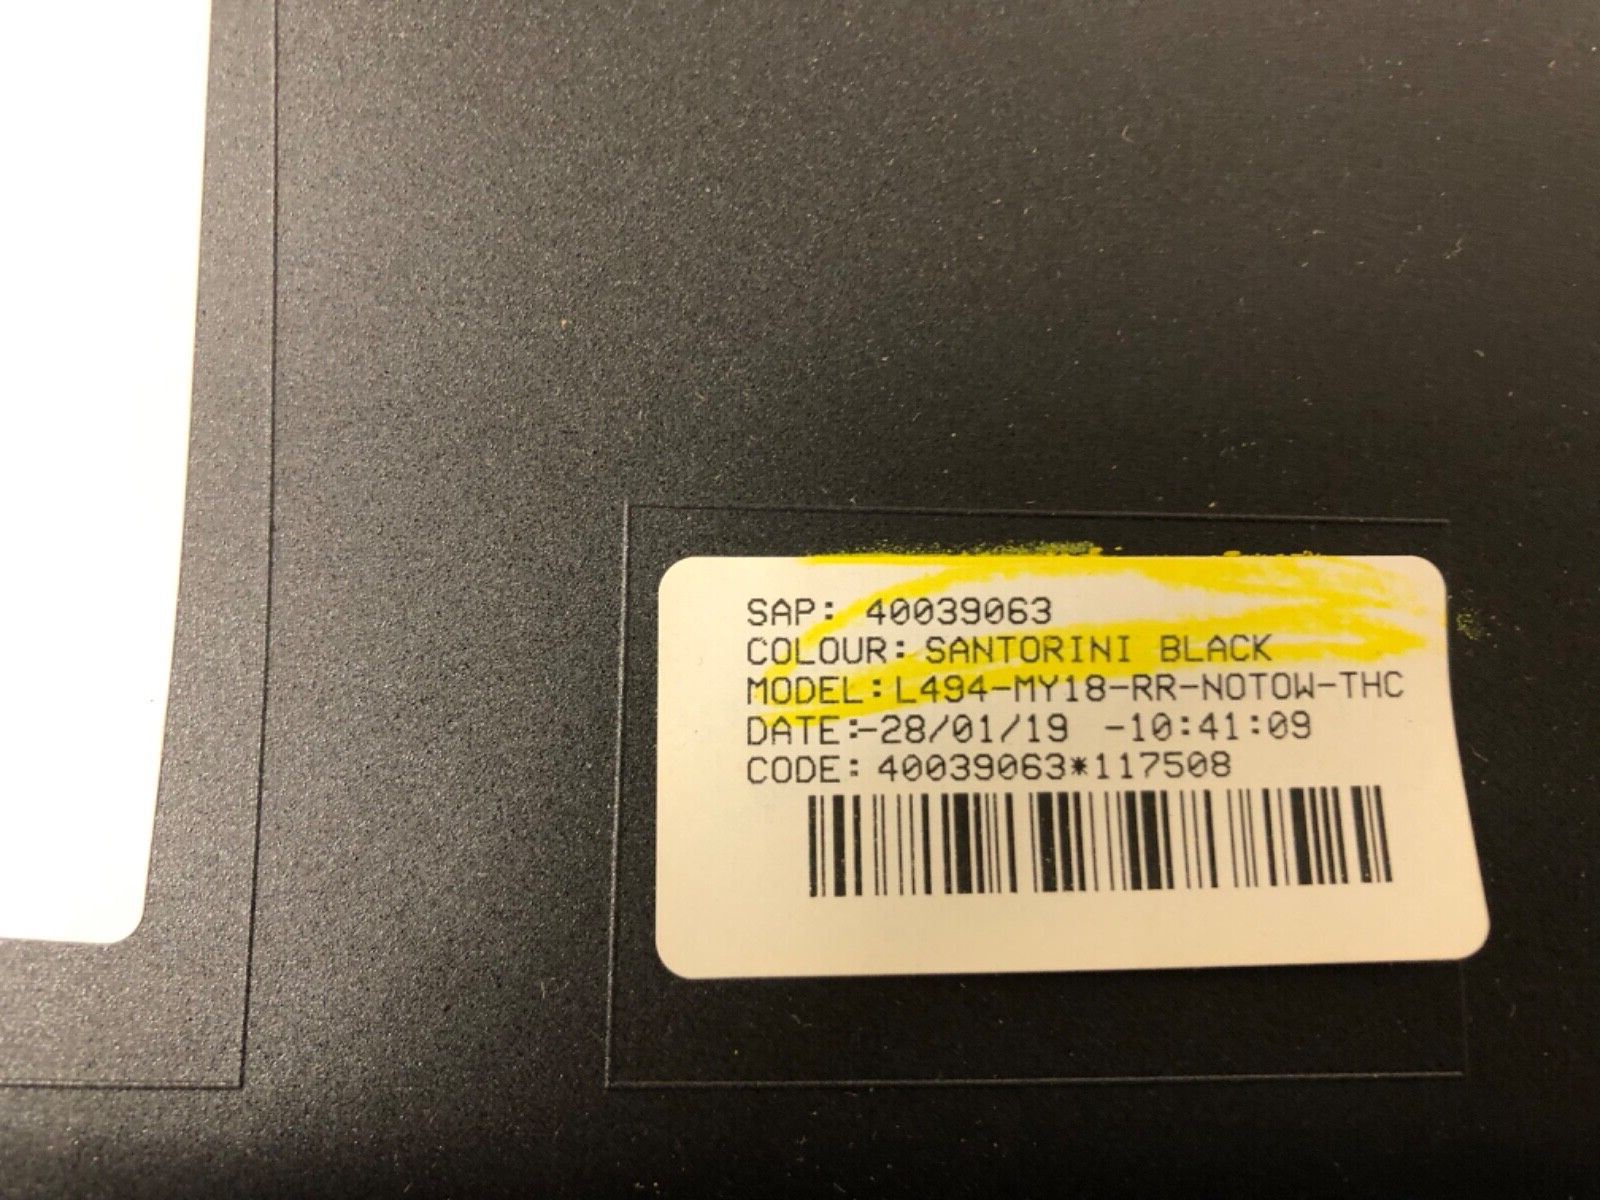 SAP: 40039063
COLOUR: SANTORINI BLACK
MODEL: L494-MY18-RR-NOTOW-THC
DATE:-28/01/19 -10:41:09
CODE: 40039063*117508